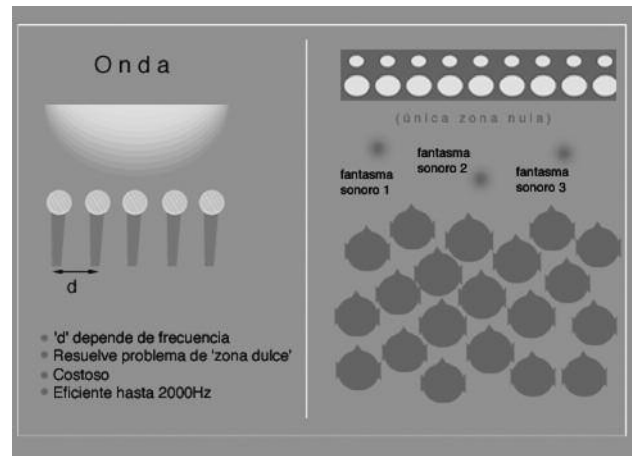 Onda
d
'd' depende de frecuencia
Resuelve problema de 'zona dulce'
Costoso
Eficiente hasta 2000Hz
(única zona nula)
fantasma
sonoro 1
fantasma
sonoro 2
fantasma
sonoro 3